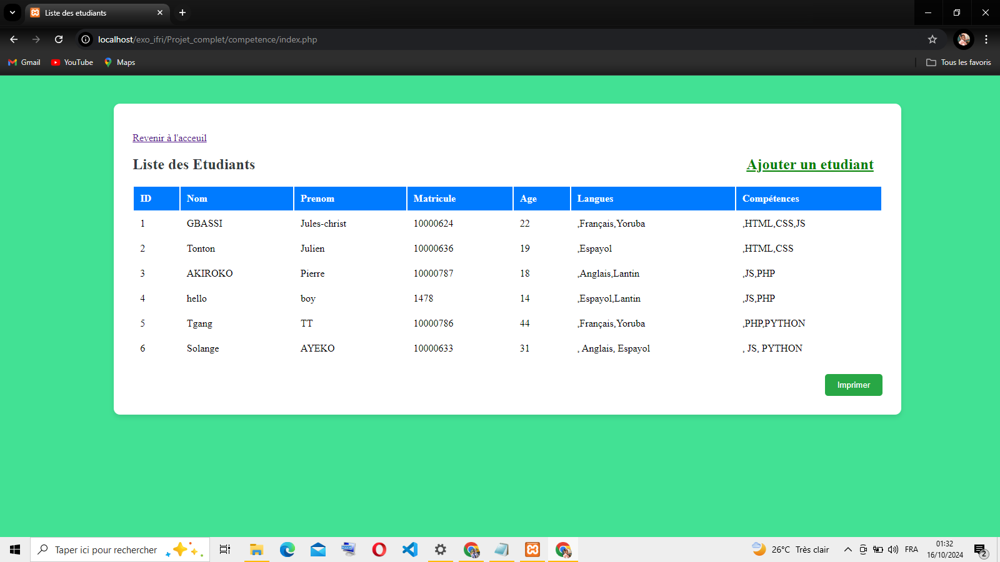 Liste des etudiants
localhost/exo_ifri/Projet_complet/competence/index.php
Gmail YouTube Maps Tous les favoris
Revenir à l'acceuil
Liste des Etudiants Ajouter un etudiant
ID Nom Prenom Matricule Age Langues Compétences
1 GBASSI Jules-christ 10000624 22 ,Français,Yoruba ,HTML,CSS,JS
2 Tonton Julien 10000636 19 ,Espayol ,HTML,CSS
3 AKIROKO Pierre 10000787 18 ,Anglais,Lantin ,JS,PHP
4 hello boy 1478 14 ,Espayol,Lantin ,JS,PHP
5 Tgang TT 10000786 44 ,Français,Yoruba ,PHP,PYTHON
6 Solange AYEKO 10000633 31 , Anglais, Espayol , JS, PYTHON
Imprimer
Taper ici pour rechercher 26°C Très clair FRA 01:32
16/10/2024 2